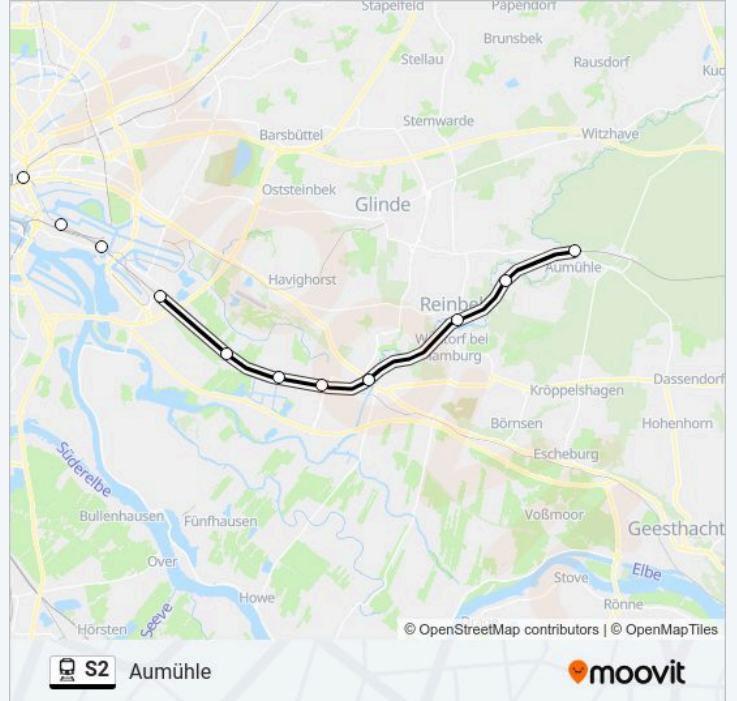 Stapelfeld
Papendorf
Brunsbek
Stellau
Rausdorf
Stemwarde
Barsbüttel
Witzhave
Oststeinbek
Glinde
Aumühle
Havighorst
Reinbek
Wentorf bei
Hamburg
Kröppelshagen
Dassendorf
Börnsen
Hohenhorn
Escheburg
Süderelbe
Voßmoor
Bullenhausen
Fünfhausen
Geesthacht
Over
Elbe
Stove
Howe
Rönne
Seeve
Hörsten
© OpenStreetMap contributors | © OpenMapTiles
S2 Aumühle
moovit